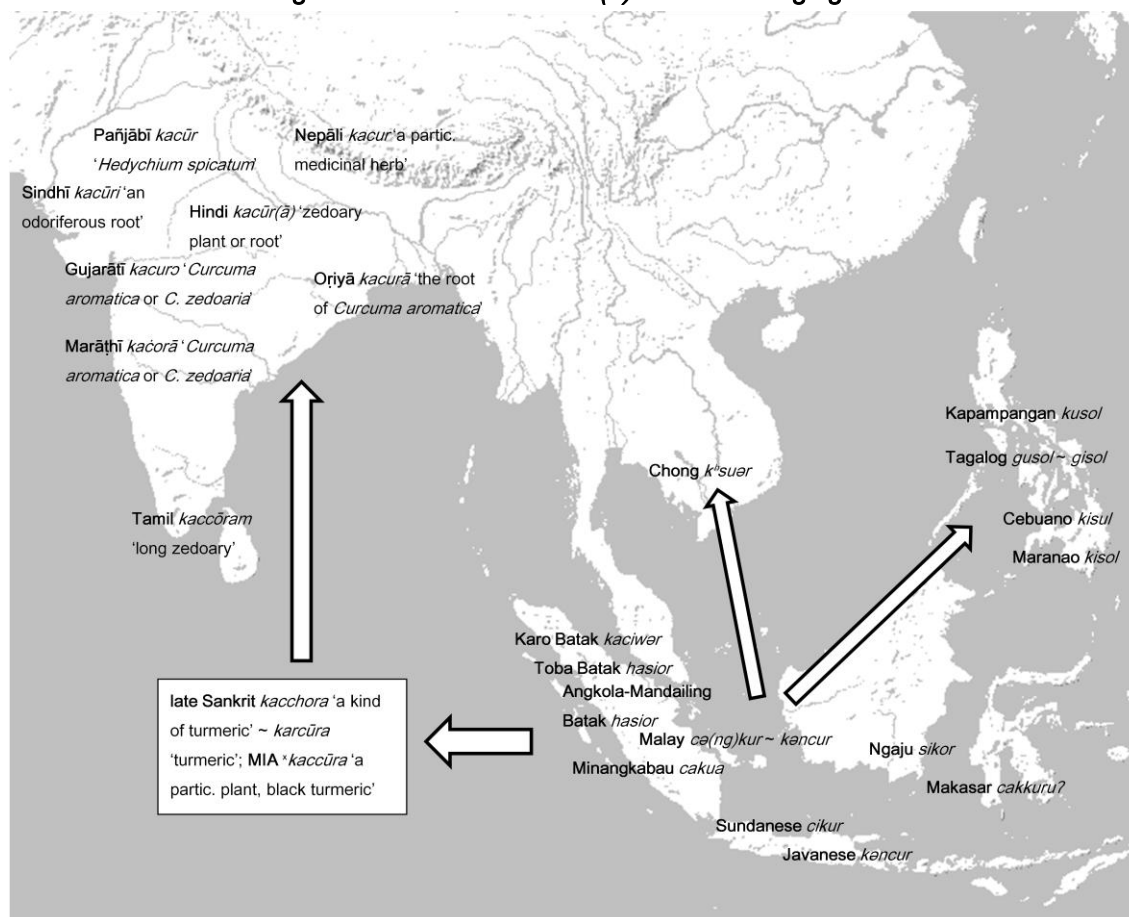 Pañjābī kacūr
'Hedychium spicatum'
Nepāli kacur 'a partic.
medicinal herb'
Sindhī kacūri 'an
odoriferous root'
Hindi kacūr(ā) 'zedoary
plant or root'
Gujarātī kacurɔ 'Curcuma
aromatica or C. zedoaria'
Oṛiyā kacurā 'the root
of Curcuma aromatica'
Marāṭhī kaċorā 'Curcuma
aromatica or C. zedoaria'
Kapampangan kusol
Tagalog gusol ~ gisol
Chong kʰsuər
Tamil kaccōram
'long zedoary'
Cebuano kisul
Maranao kisol
Karo Batak kaciwər
Toba Batak hasior
Angkola-Mandailing
Batak hasior
Malay cə(ng)kur ~ kəncur
Minangkabau cakua
late Sankrit kacchora 'a kind
of turmeric' ~ karcūra
'turmeric'; MIA ˣkaccūra 'a
partic. plant, black turmeric'
Ngaju sikor
Makasar cakkuruʔ
Sundanese cikur
Javanese kəncur